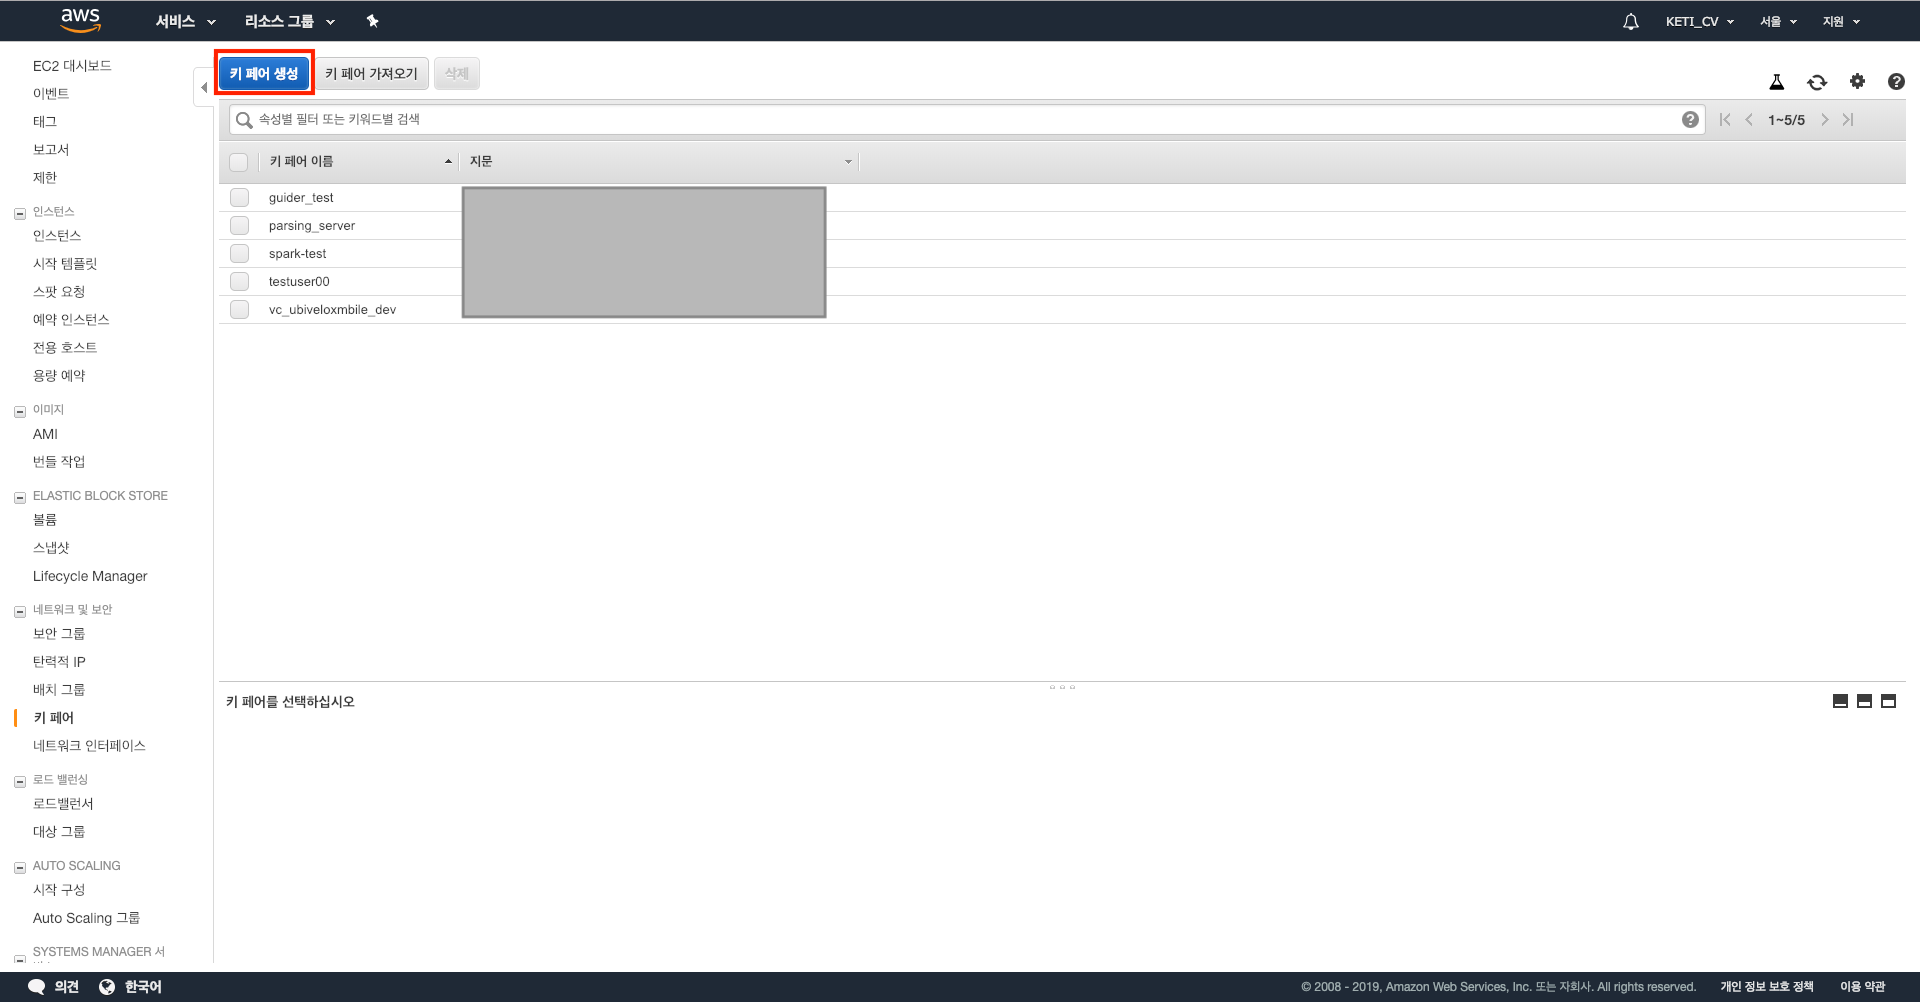 aws 서비스 리소스 그룹 KETI_CV 서울 지원
EC2 대시보드
이벤트
태그
보고서
제한
인스턴스
인스턴스
시작 템플릿
스팟 요청
예약 인스턴스
전용 호스트
용량 예약
이미지
AMI
번들 작업
ELASTIC BLOCK STORE
볼륨
스냅샷
Lifecycle Manager
네트워크 및 보안
보안 그룹
탄력적 IP
배치 그룹
키 페어
네트워크 인터페이스
로드 밸런싱
로드밸런서
대상 그룹
AUTO SCALING
시작 구성
Auto Scaling 그룹
SYSTEMS MANAGER 서
키 페어 생성 키 페어 가져오기 삭제
속성별 필터 또는 키워드별 검색 1~5/5
키 페어 이름 지문
guider_test
parsing_server
spark-test
testuser00
vc_ubiveloxmbile_dev
키 페어를 선택하십시오
의견 한국어 © 2008 - 2019, Amazon Web Services, Inc. 또는 자회사. All rights reserved. 개인 정보 보호 정책 이용 약관